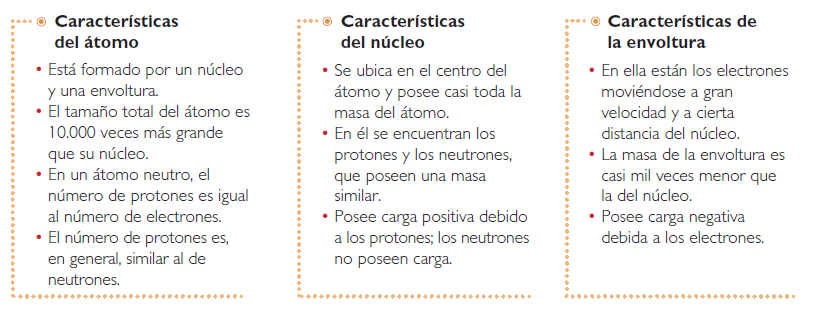 Características
del átomo
• Está formado por un núcleo
y una envoltura.
• El tamaño total del átomo es
10.000 veces más grande
que su núcleo.
• En un átomo neutro, el
número de protones es igual
al número de electrones.
• El número de protones es,
en general, similar al de
neutrones.
Características
del núcleo
• Se ubica en el centro del
átomo y posee casi toda la
masa del átomo.
• En él se encuentran los
protones y los neutrones,
que poseen una masa
similar.
• Posee carga positiva debido
a los protones; los neutrones
no poseen carga.
Características de
la envoltura
• En ella están los electrones
moviéndose a gran
velocidad y a cierta
distancia del núcleo.
• La masa de la envoltura es
casi mil veces menor que
la del núcleo.
• Posee carga negativa
debida a los electrones.